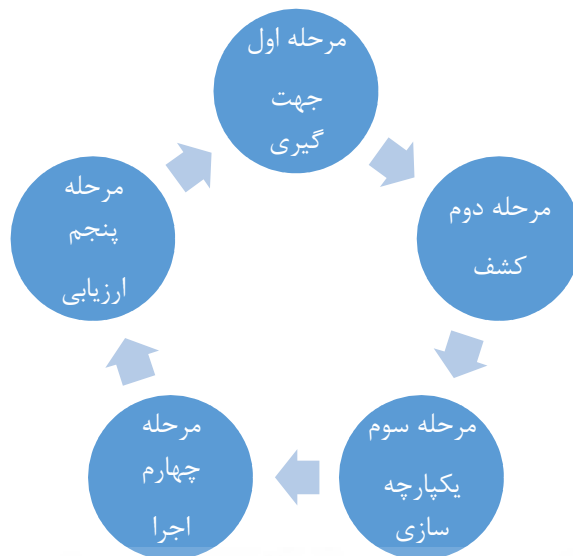 مرحله اول
جهت
گیری
مرحله دوم
کشف
مرحله سوم
یکپارچه
سازی
مرحله
چهارم
اجرا
مرحله
پنجم
ارزیابی